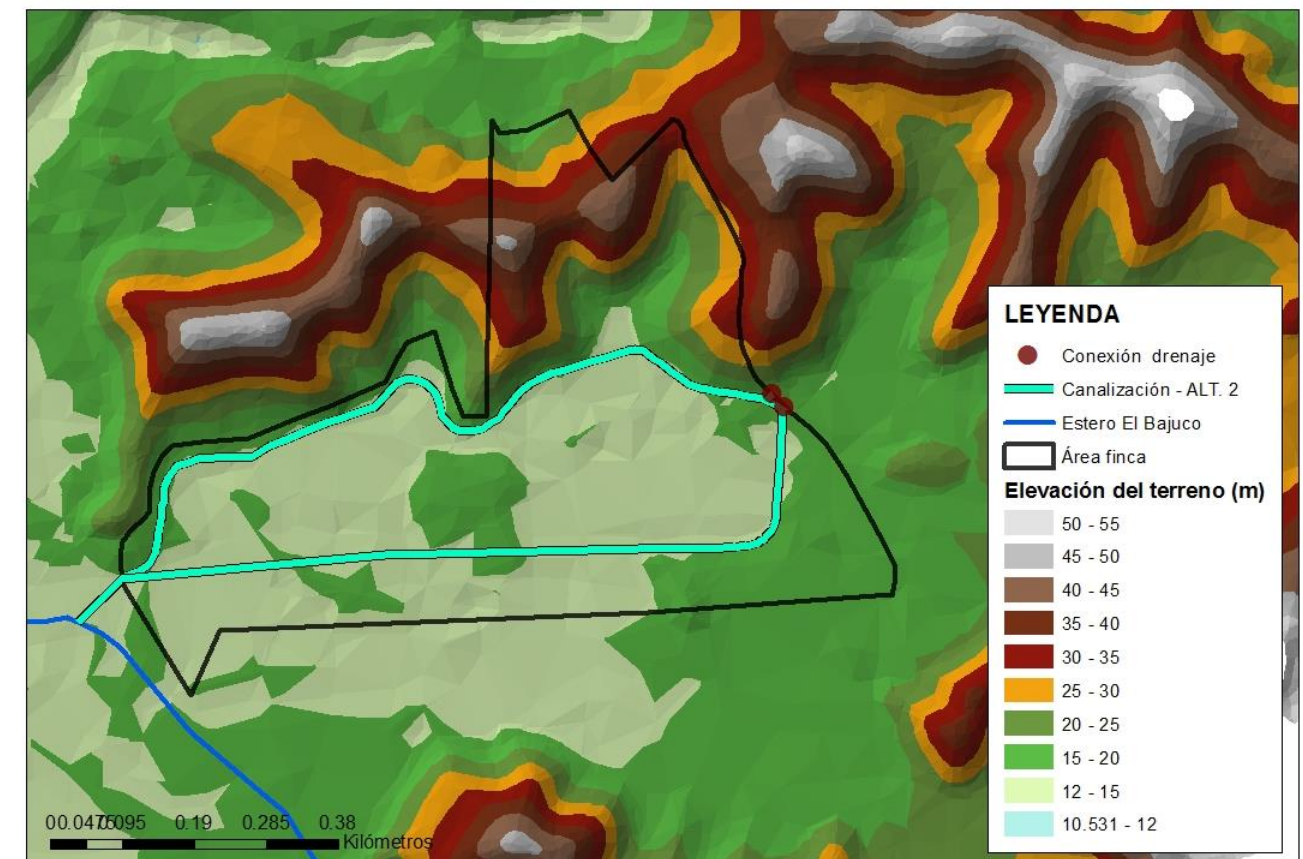 LEYENDA
Conexión drenaje
Canalización - ALT. 2
Estero El Bajuco
Área finca
Elevación del terreno (m)
50 - 55
45 - 50
40 - 45
35 - 40
30 - 35
25 - 30
20 - 25
15 - 20
12 - 15
10.531 - 12
0.19 0.285 0.38
Kilómetros